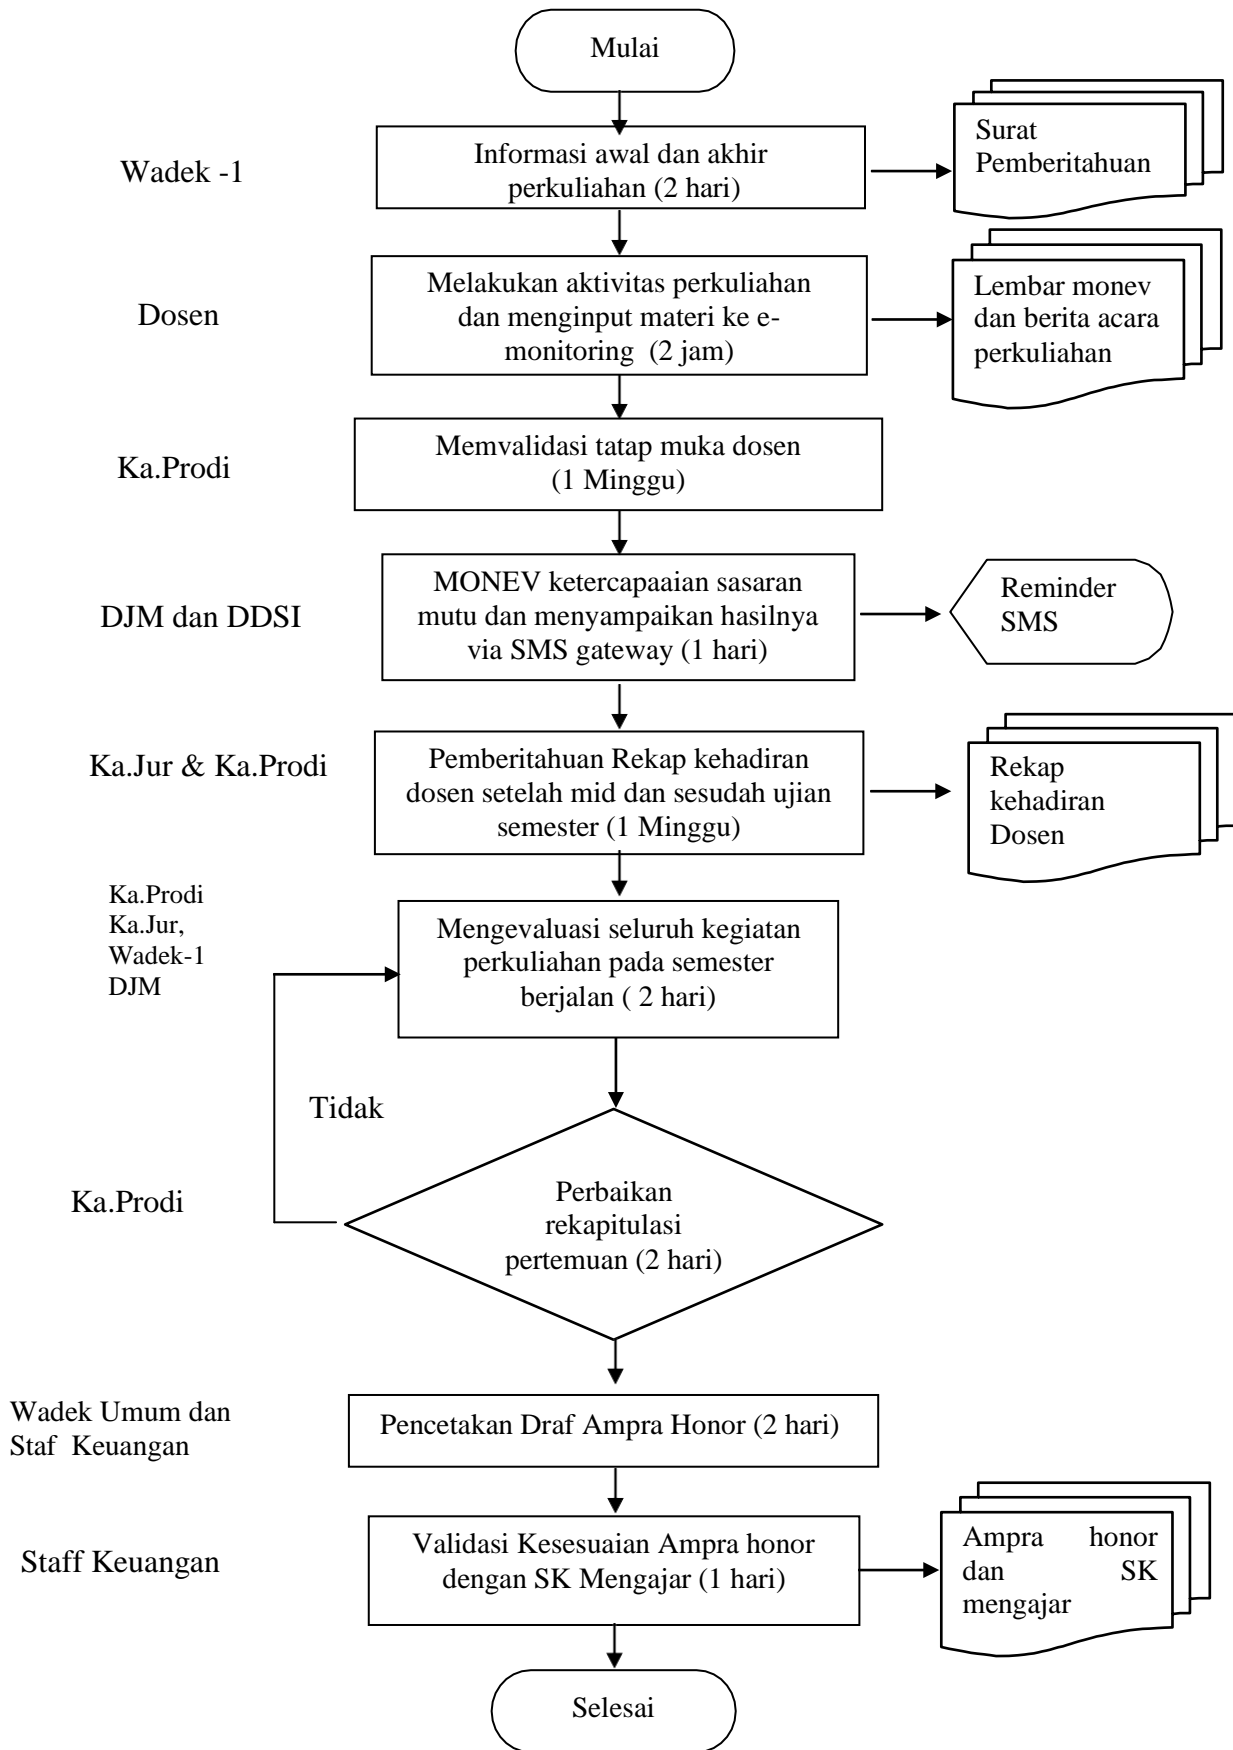 Mulai
Wadek -1
Informasi awal dan akhir
perkuliahan (2 hari)
Surat
Pemberitahuan
Dosen
Melakukan aktivitas perkuliahan
dan menginput materi ke e-
monitoring (2 jam)
Lembar monev
dan berita acara
perkuliahan
Ka.Prodi
Memvalidasi tatap muka dosen
(1 Minggu)
DJM dan DDSI
MONEV ketercapaaian sasaran
mutu dan menyampaikan hasilnya
via SMS gateway (1 hari)
Reminder
SMS
Ka.Jur & Ka.Prodi
Pemberitahuan Rekap kehadiran
dosen setelah mid dan sesudah ujian
semester (1 Minggu)
Rekap
kehadiran
Dosen
Ka.Prodi
Ka.Jur,
Wadek-1
DJM
Mengevaluasi seluruh kegiatan
perkuliahan pada semester
berjalan ( 2 hari)
Tidak
Ka.Prodi
Perbaikan
rekapitulasi
pertemuan (2 hari)
Wadek Umum dan
Staf Keuangan
Pencetakan Draf Ampra Honor (2 hari)
Staff Keuangan
Validasi Kesesuaian Ampra honor
dengan SK Mengajar (1 hari)
Ampra honor
dan SK
mengajar
Selesai